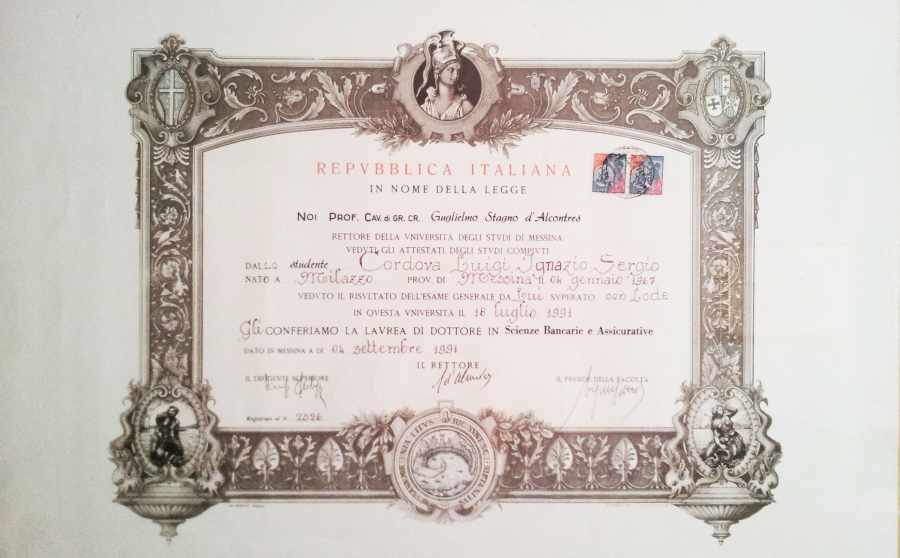 REPVBBLICA ITALIANA
IN NOME DELLA LEGGE
NOI PROF. CAV. di GR. CR. Guglielmo Stagno d'Alcontres
RETTORE DELLA VNIVERSITÀ DEGLI STVDI DI MESSINA
VEDVTI GLI ATTESTATI DEGLI STVDI COMPIVTI
DALLO studente Cordova Luigi Ignazio Sergio
NATO A Milazzo PROV. DI Messina il 04 gennaio 1967
VEDVTO IL RISVLTATO DELL'ESAME GENERALE DA lui SVPERATO con Lode
IN QVESTA VNIVERSITÀ IL 18 luglio 1991
Gli CONFERIAMO LA LAVREA DI DOTTORE IN Scienze Bancarie e Assicurative
DATO IN MESSINA A DI 04 settembre 1991
IL RETTORE
IL DIRIGENTE SUPERIORE IL PRESIDE DELLA FACOLTÀ
Registrato al N. 2526